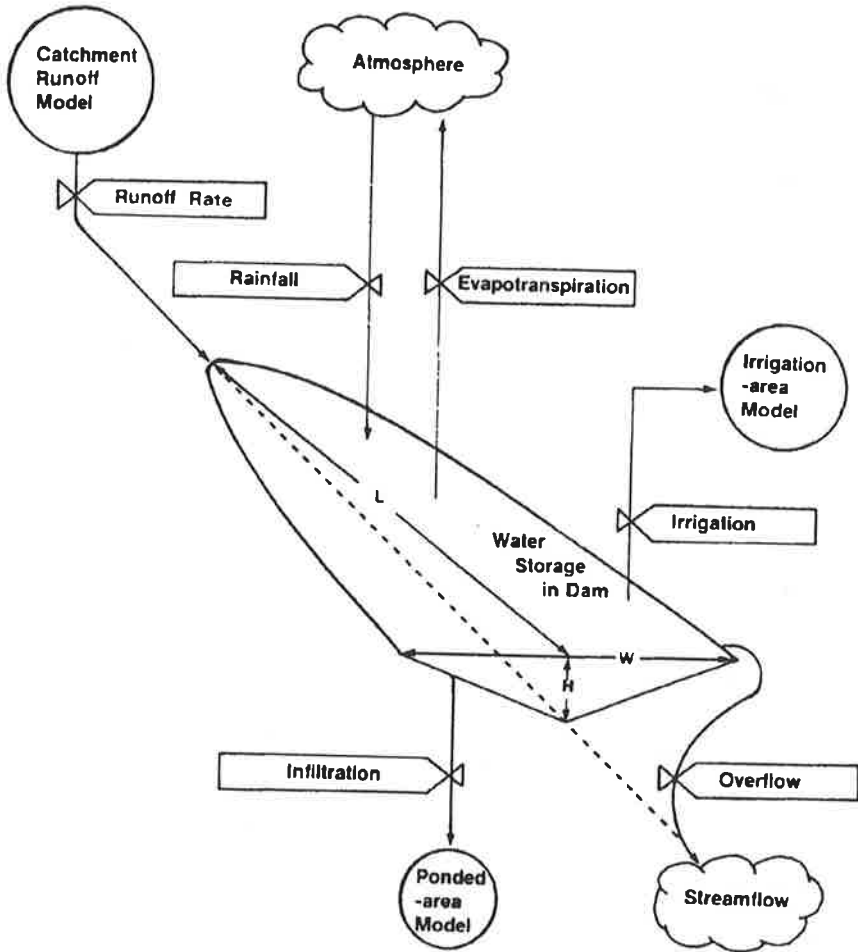 Catchment
Runoff
Model
Atmosphere
Runoff Rate
Rainfall
Evapotranspiration
Irrigation
-area
Model
L
Irrigation
Water
Storage
in Dam
W
H
Infiltration
Overflow
Ponded
-area
Model
Streamflow